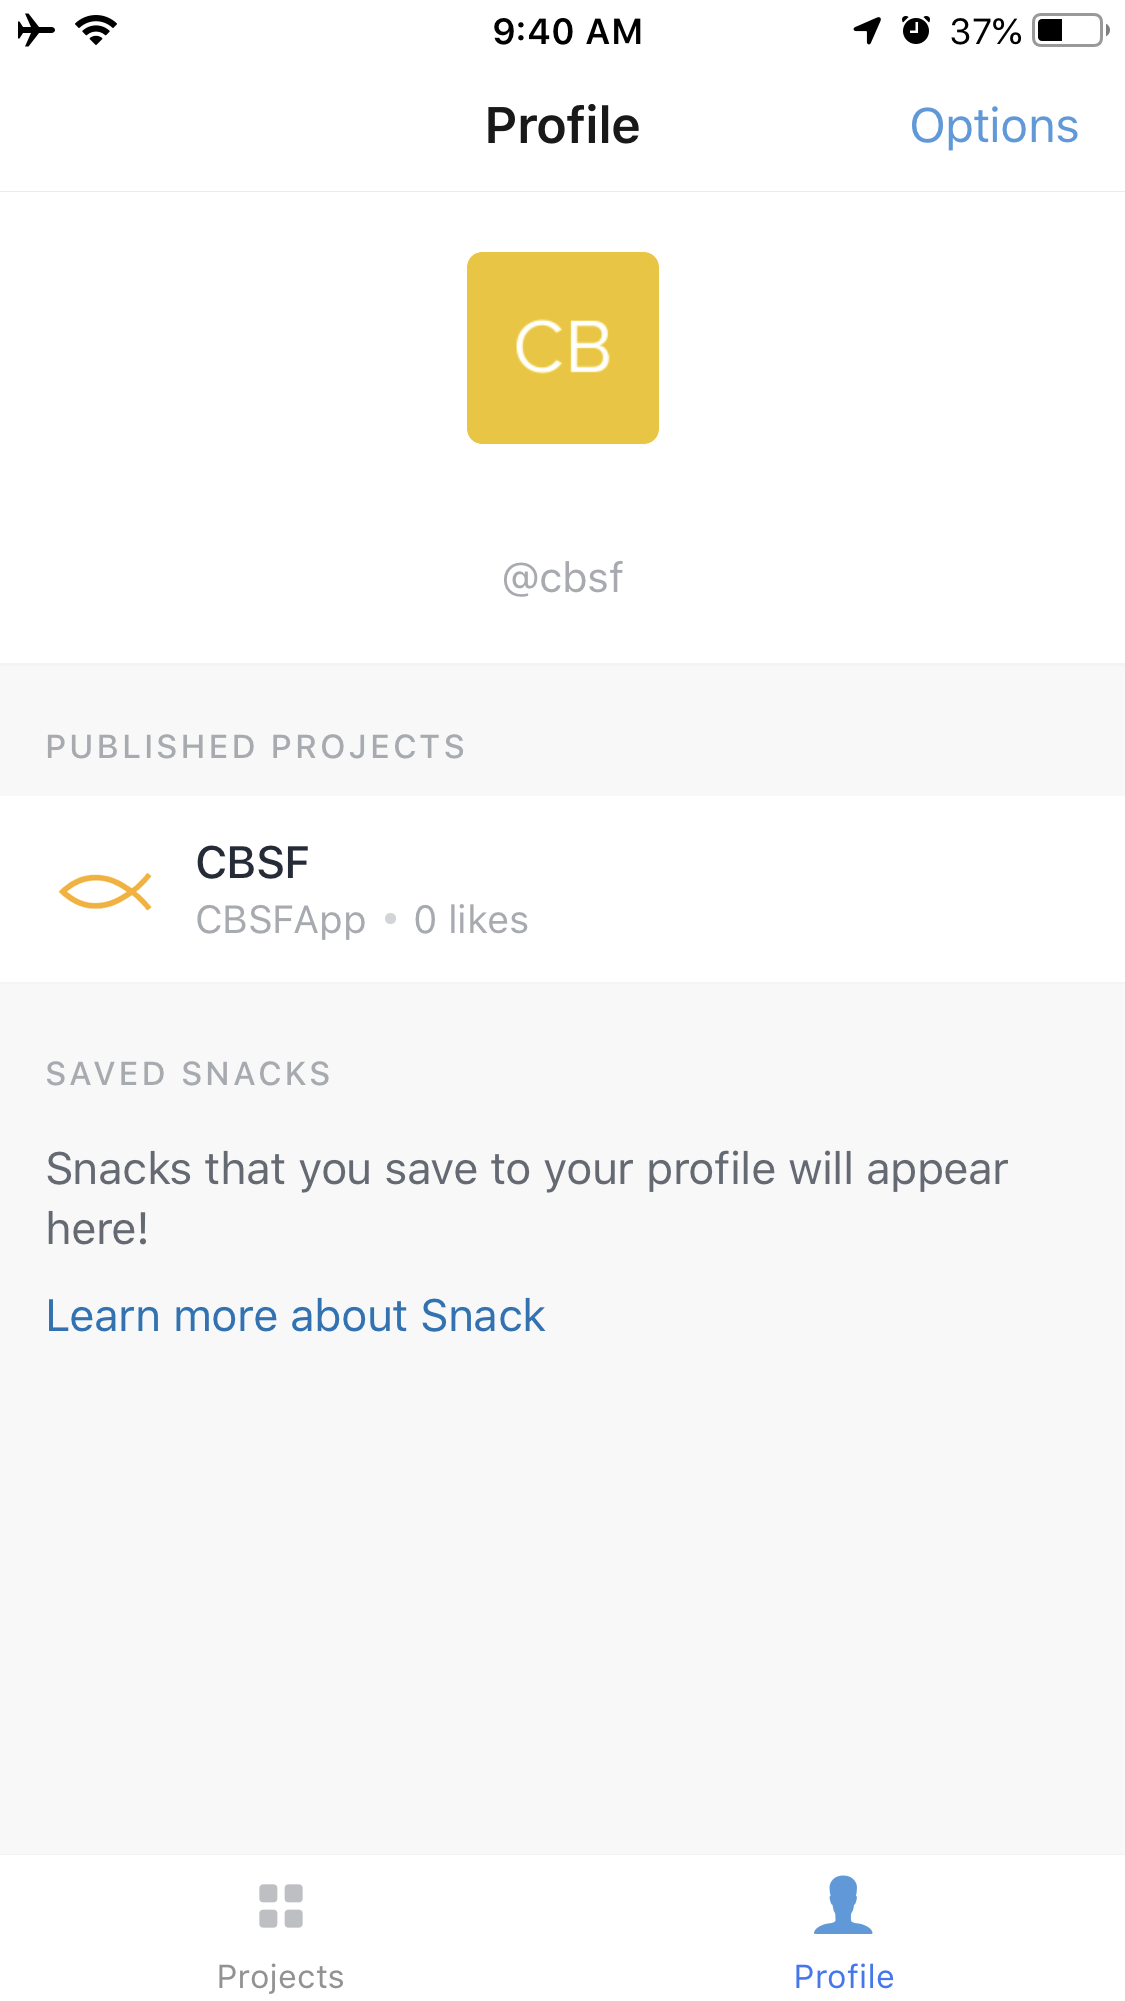 9:40 AM
37%
Profile
Options
CB
@cbsf
PUBLISHED PROJECTS
CBSF
CBSFApp • 0 likes
SAVED SNACKS
Snacks that you save to your profile will appear
here!
Learn more about Snack
Projects
Profile